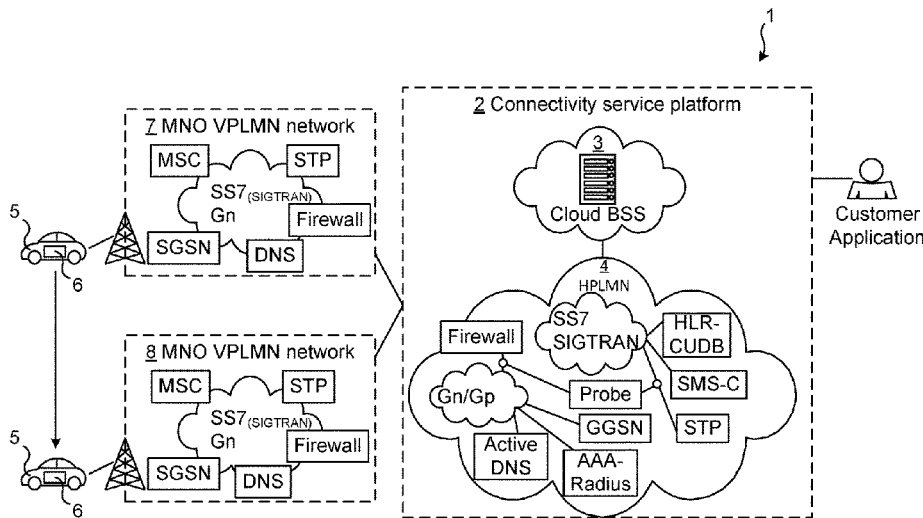 1
2 Connectivity service platform
7 MNO VPLMN network
MSC
STP
SS7(SIGTRAN)
Gn
Firewall
SGSN
DNS
5
6
3
Cloud BSS
Customer
Application
4
HPLMN
SS7
SIGTRAN
HLR-
CUDB
Firewall
SMS-C
Gn/Gp
Probe
GGSN
STP
Active
DNS
AAA-
Radius
8 MNO VPLMN network
MSC
STP
SS7(SIGTRAN)
Gn
Firewall
SGSN
DNS
5
6